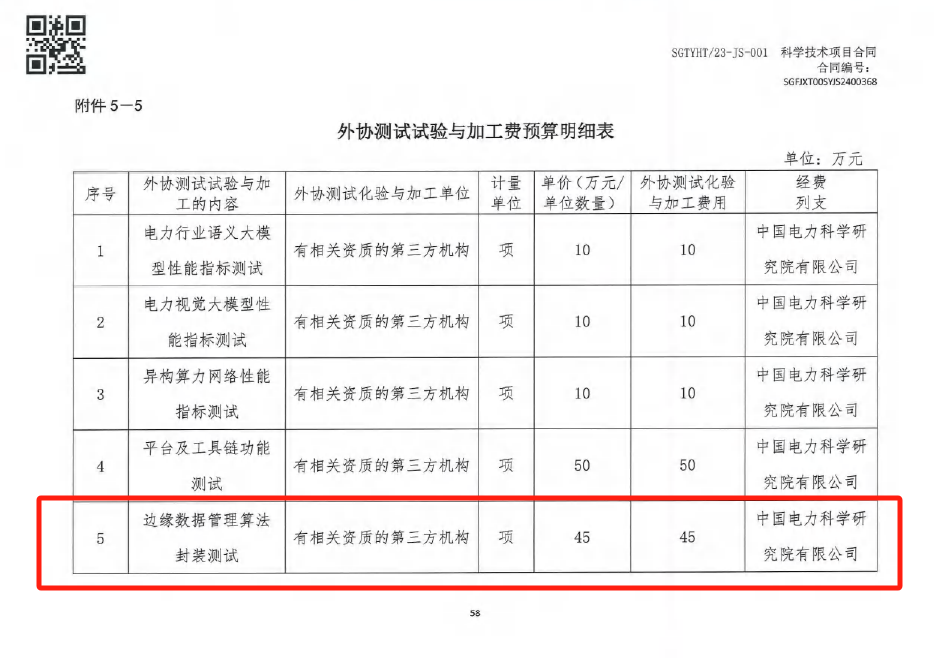 SGTYHT/23-JS-001 科学技术项目合同
合同编号：
SGFJXT00SYJS2400368
附件 5－5
外协测试试验与加工费预算明细表
单位：万元
序号
外协测试试验与加
工的内容
外协测试化验与加工单位
计量
单位
单价（万元/
单位数量）
外协测试化验
与加工费用
经费
列支
1
电力行业语义大模
型性能指标测试
有相关资质的第三方机构
项
10
10
中国电力科学研
究院有限公司
2
电力视觉大模型性
能指标测试
有相关资质的第三方机构
项
10
10
中国电力科学研
究院有限公司
3
异构算力网络性能
指标测试
有相关资质的第三方机构
项
10
10
中国电力科学研
究院有限公司
4
平台及工具链功能
测试
有相关资质的第三方机构
项
50
50
中国电力科学研
究院有限公司
5
边缘数据管理算法
封装测试
有相关资质的第三方机构
项
45
45
中国电力科学研
究院有限公司
58